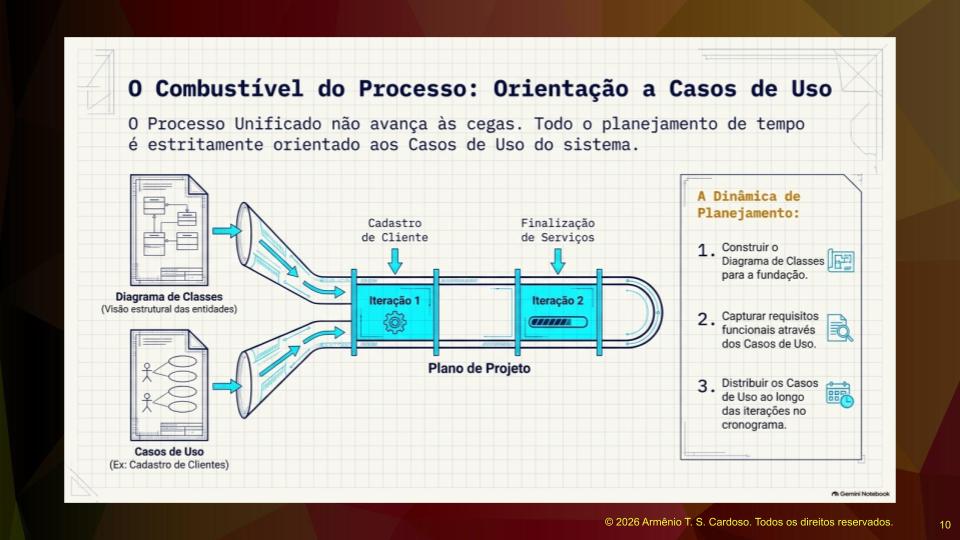 O Combustível do Processo: Orientação a Casos de Uso
O Processo Unificado não avança às cegas. Todo o planejamento de tempo
é estritamente orientado aos Casos de Uso do sistema.
Diagrama de Classes
(Visão estrutural das entidades)
Casos de Uso
(Ex: Cadastro de Clientes)
Cadastro
de Cliente
Finalização
de Serviços
Iteração 1
Iteração 2
Plano de Projeto
A Dinâmica de
Planejamento:
1. Construir o
Diagrama de Classes
para a fundação.
2. Capturar requisitos
funcionais através
dos Casos de Uso.
3. Distribuir os Casos
de Uso ao longo
das iterações no
cronograma.
Gemini Notebook
© 2026 Armênio T. S. Cardoso. Todos os direitos reservados.
10